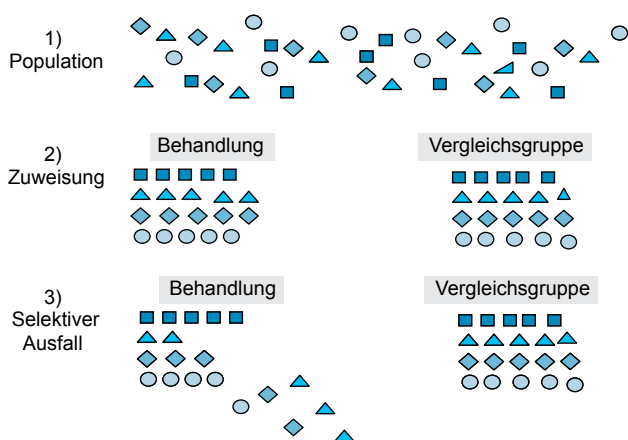 1)
Population
2)
Zuweisung
Behandlung
Vergleichsgruppe
3)
Selektiver
Ausfall
Behandlung
Vergleichsgruppe